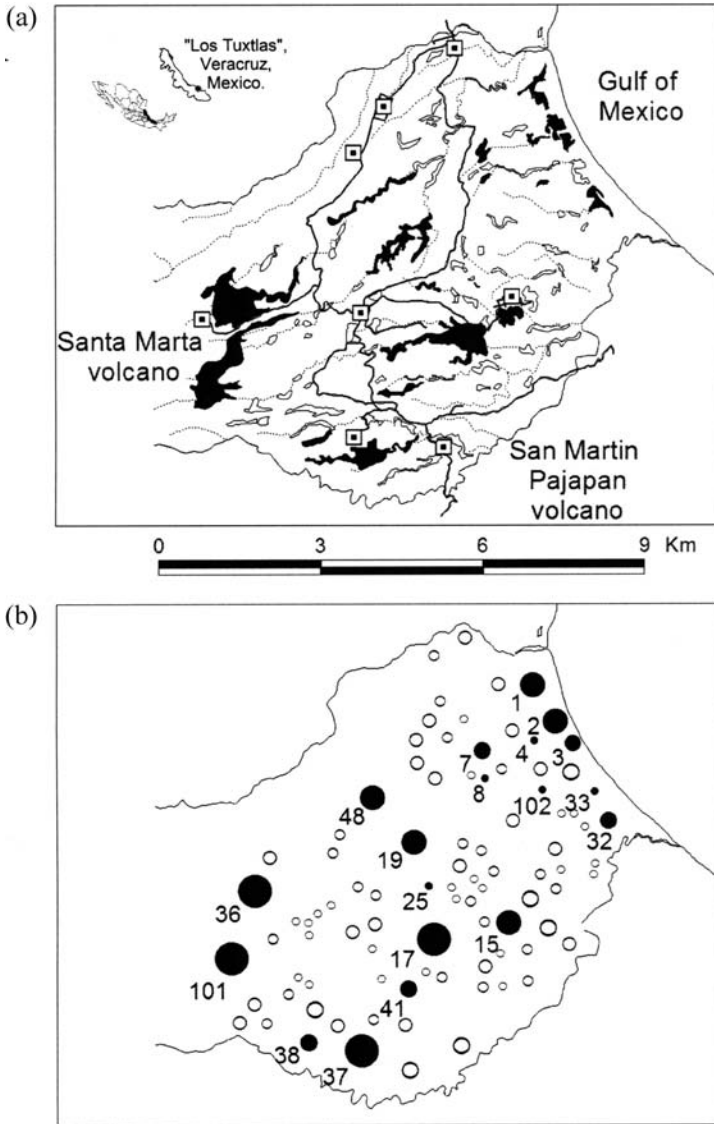 (a)
"Los Tuxtlas",
Veracruz,
Mexico.
Gulf of
Mexico
Santa Marta
volcano
San Martin
Pajapan
volcano
0 3 6 9 Km
(b)
1
2
4
3
7
8
102
33
32
48
19
25
36
15
17
101
41
38
37